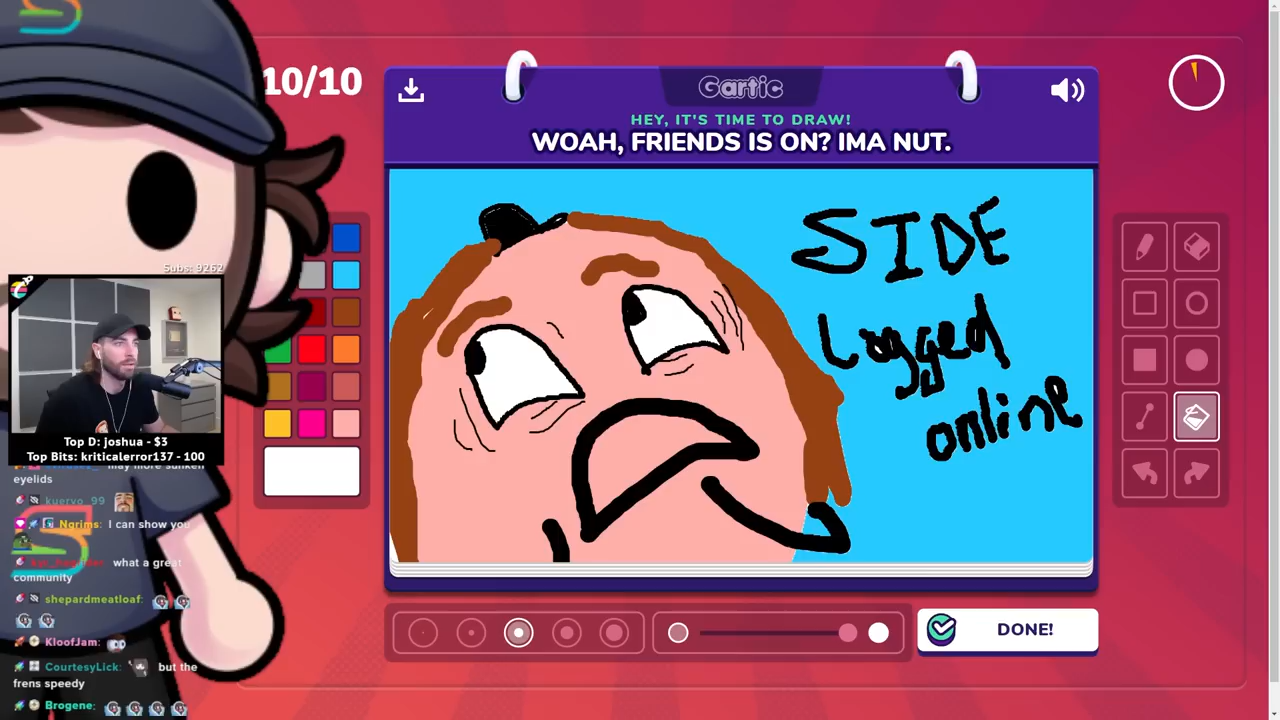 10/10
Gartic
HEY, IT'S TIME TO DRAW!
WOAH, FRIENDS IS ON? IMA NUT.
SIDE
Logged
online
Subs: 9262
Top D: joshua - $3
Top Bits: kriticalerror137 - 100
may more sunken
eyelids
kuervo_99
Ngrims: I can show you
what a great
community
shepardmeatloaf:
KloofJam:
CourtesyLick: but the
frens speedy
Brogene:
DONE!